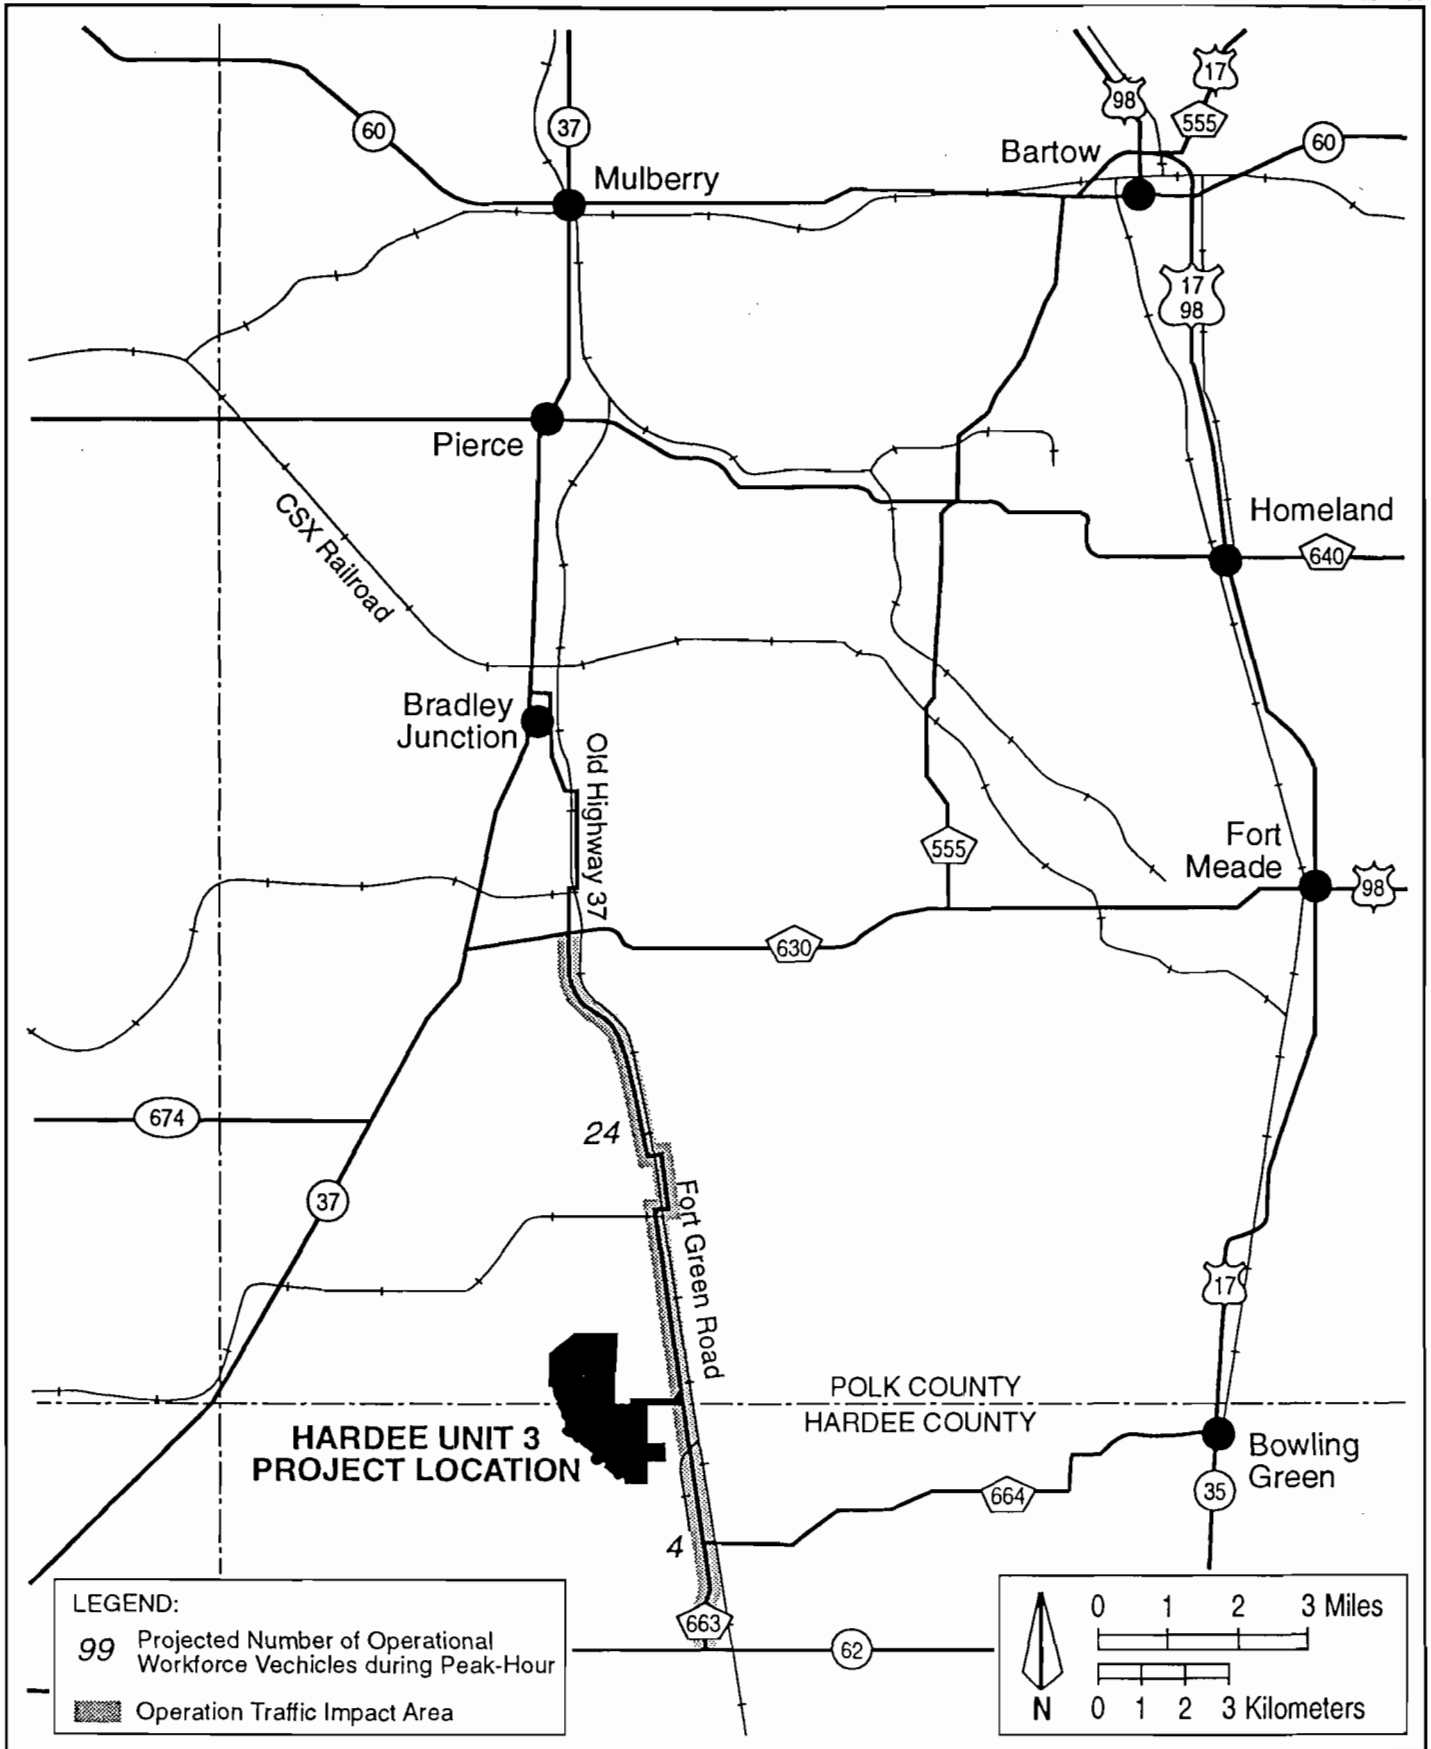 17
98
555
60
37
60
Bartow
Mulberry
17
98
Pierce
CSX Railroad
Homeland
640
Bradley
Junction
Old Highway 37
555
Fort
Meade
98
630
674
24
37
Fort Green Road
17
POLK COUNTY
HARDEE COUNTY
HARDEE UNIT 3
PROJECT LOCATION
Bowling
Green
664
35
4
663
62
LEGEND:
99 Projected Number of Operational
Workforce Vechicles during Peak-Hour
Operation Traffic Impact Area
0 1 2 3 Miles
N 0 1 2 3 Kilometers